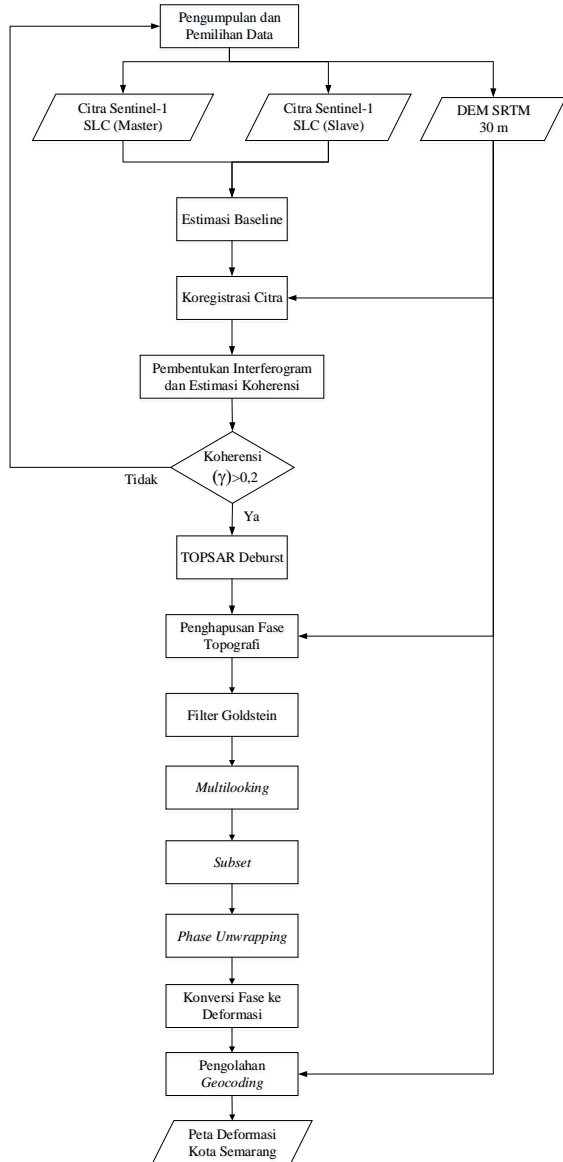 Pengumpulan dan
Pemilihan Data
Citra Sentinel-1
SLC (Master)
Citra Sentinel-1
SLC (Slave)
DEM SRTM
30 m
Estimasi Baseline
Koregistrasi Citra
Pembentukan Interferogram
dan Estimasi Koherensi
Koherensi
(γ)>0,2
Tidak
Ya
TOPSAR Deburst
Penghapusan Fase
Topografi
Filter Goldstein
Multilooking
Subset
Phase Unwrapping
Konversi Fase ke
Deformasi
Pengolahan
Geocoding
Peta Deformasi
Kota Semarang